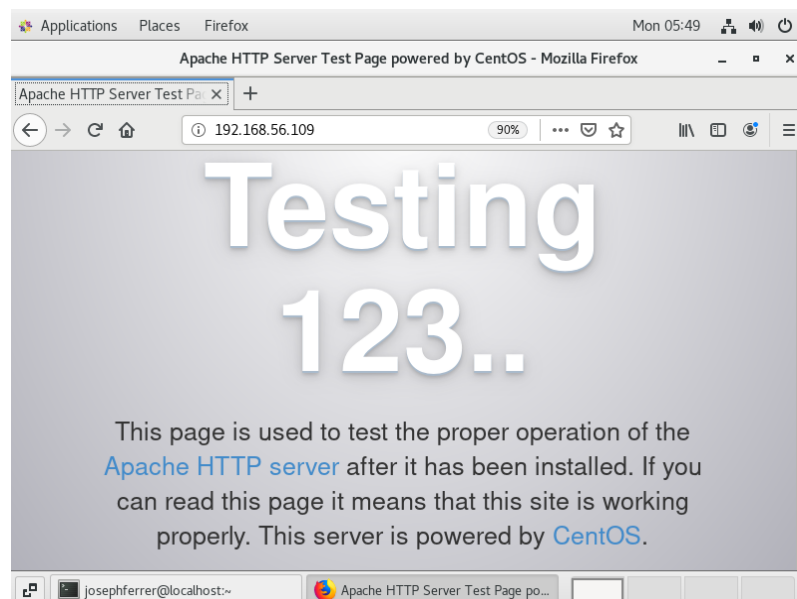 Applications Places Firefox Mon 05:49
Apache HTTP Server Test Page powered by CentOS - Mozilla Firefox
Apache HTTP Server Test Pa
192.168.56.109 90%
Testing
123..
This page is used to test the proper operation of the
Apache HTTP server after it has been installed. If you
can read this page it means that this site is working
properly. This server is powered by CentOS.
josephferrer@localhost:~ Apache HTTP Server Test Page po...